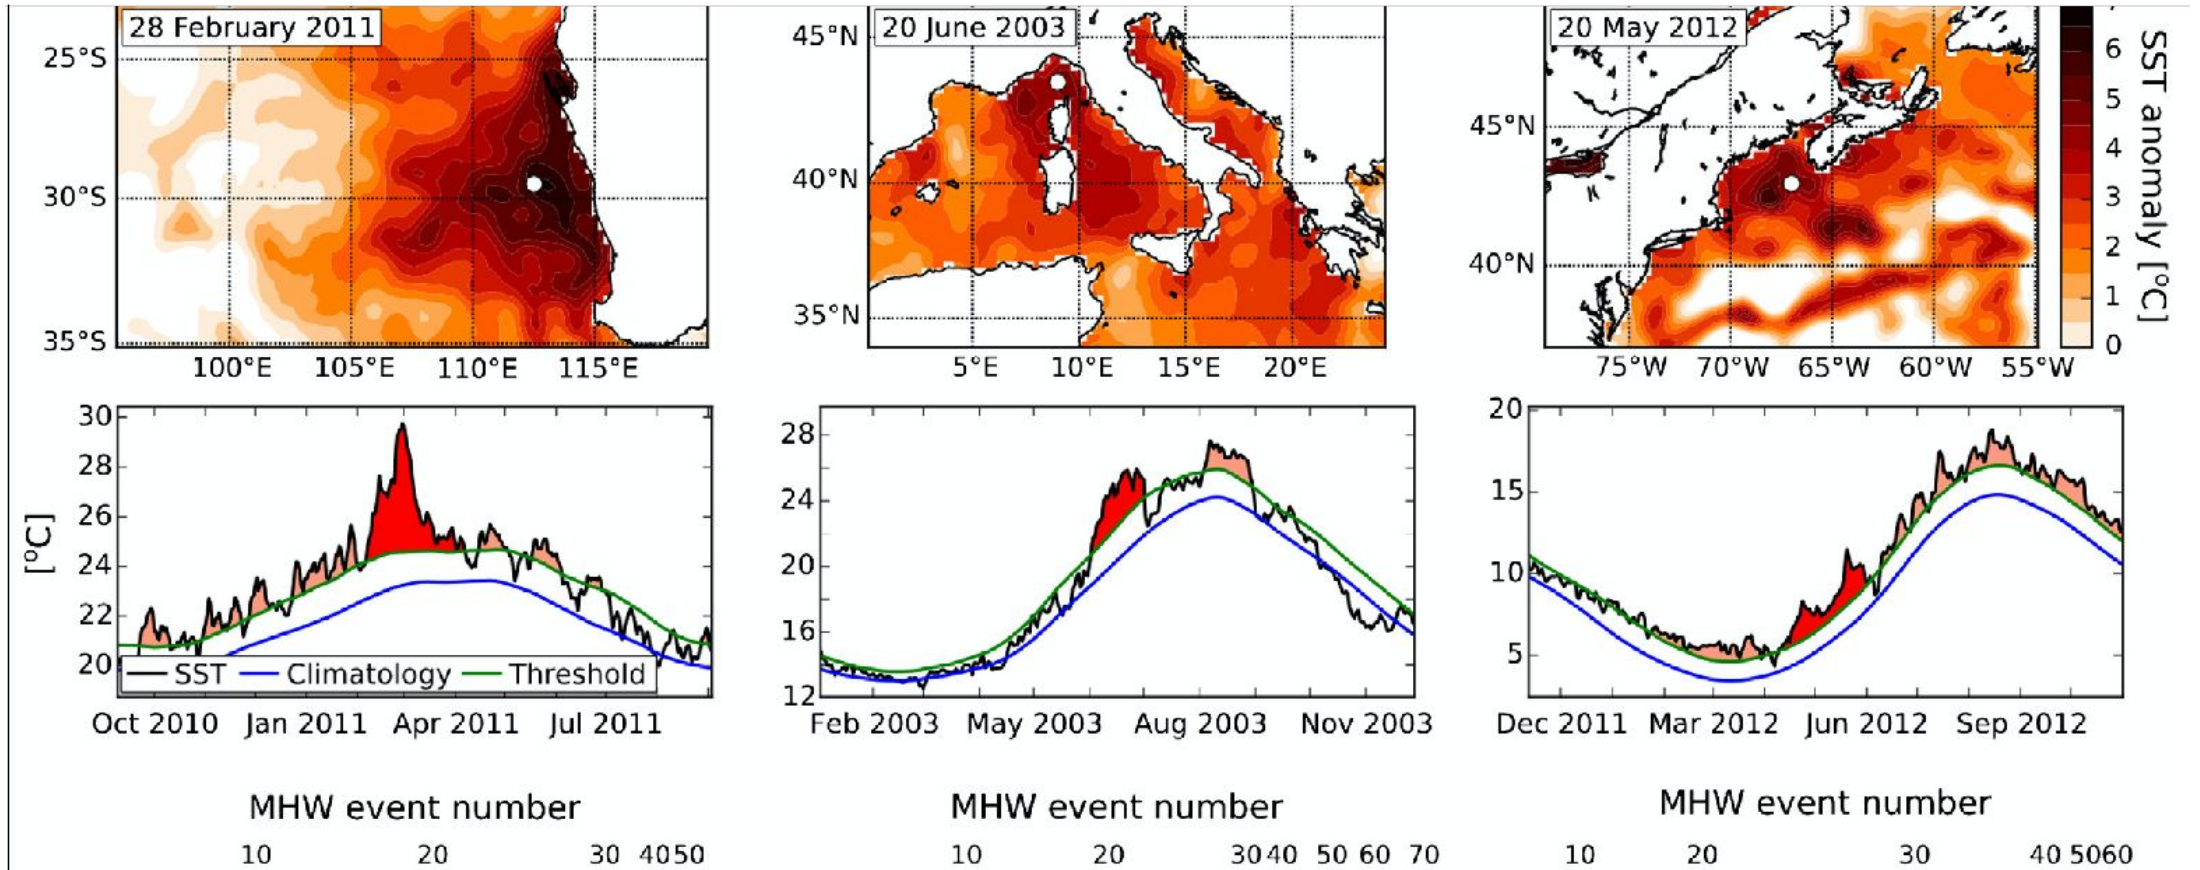 28 February 2011
20 June 2003
20 May 2012
25°S
30°S
35°S
100°E 105°E 110°E 115°E
45°N
40°N
35°N
5°E 10°E 15°E 20°E
45°N
40°N
75°W 70°W 65°W 60°W 55°W
6
5
4
3
2
1
0
SST anomaly [°C]
[°C]
30
28
26
24
22
20
SST Climatology Threshold
Oct 2010 Jan 2011 Apr 2011 Jul 2011
28
24
20
16
12
Feb 2003 May 2003 Aug 2003 Nov 2003
20
15
10
5
Dec 2011 Mar 2012 Jun 2012 Sep 2012
MHW event number
10 20 30 40 50
MHW event number
10 20 30 40 50 60 70
MHW event number
10 20 30 40 50 60